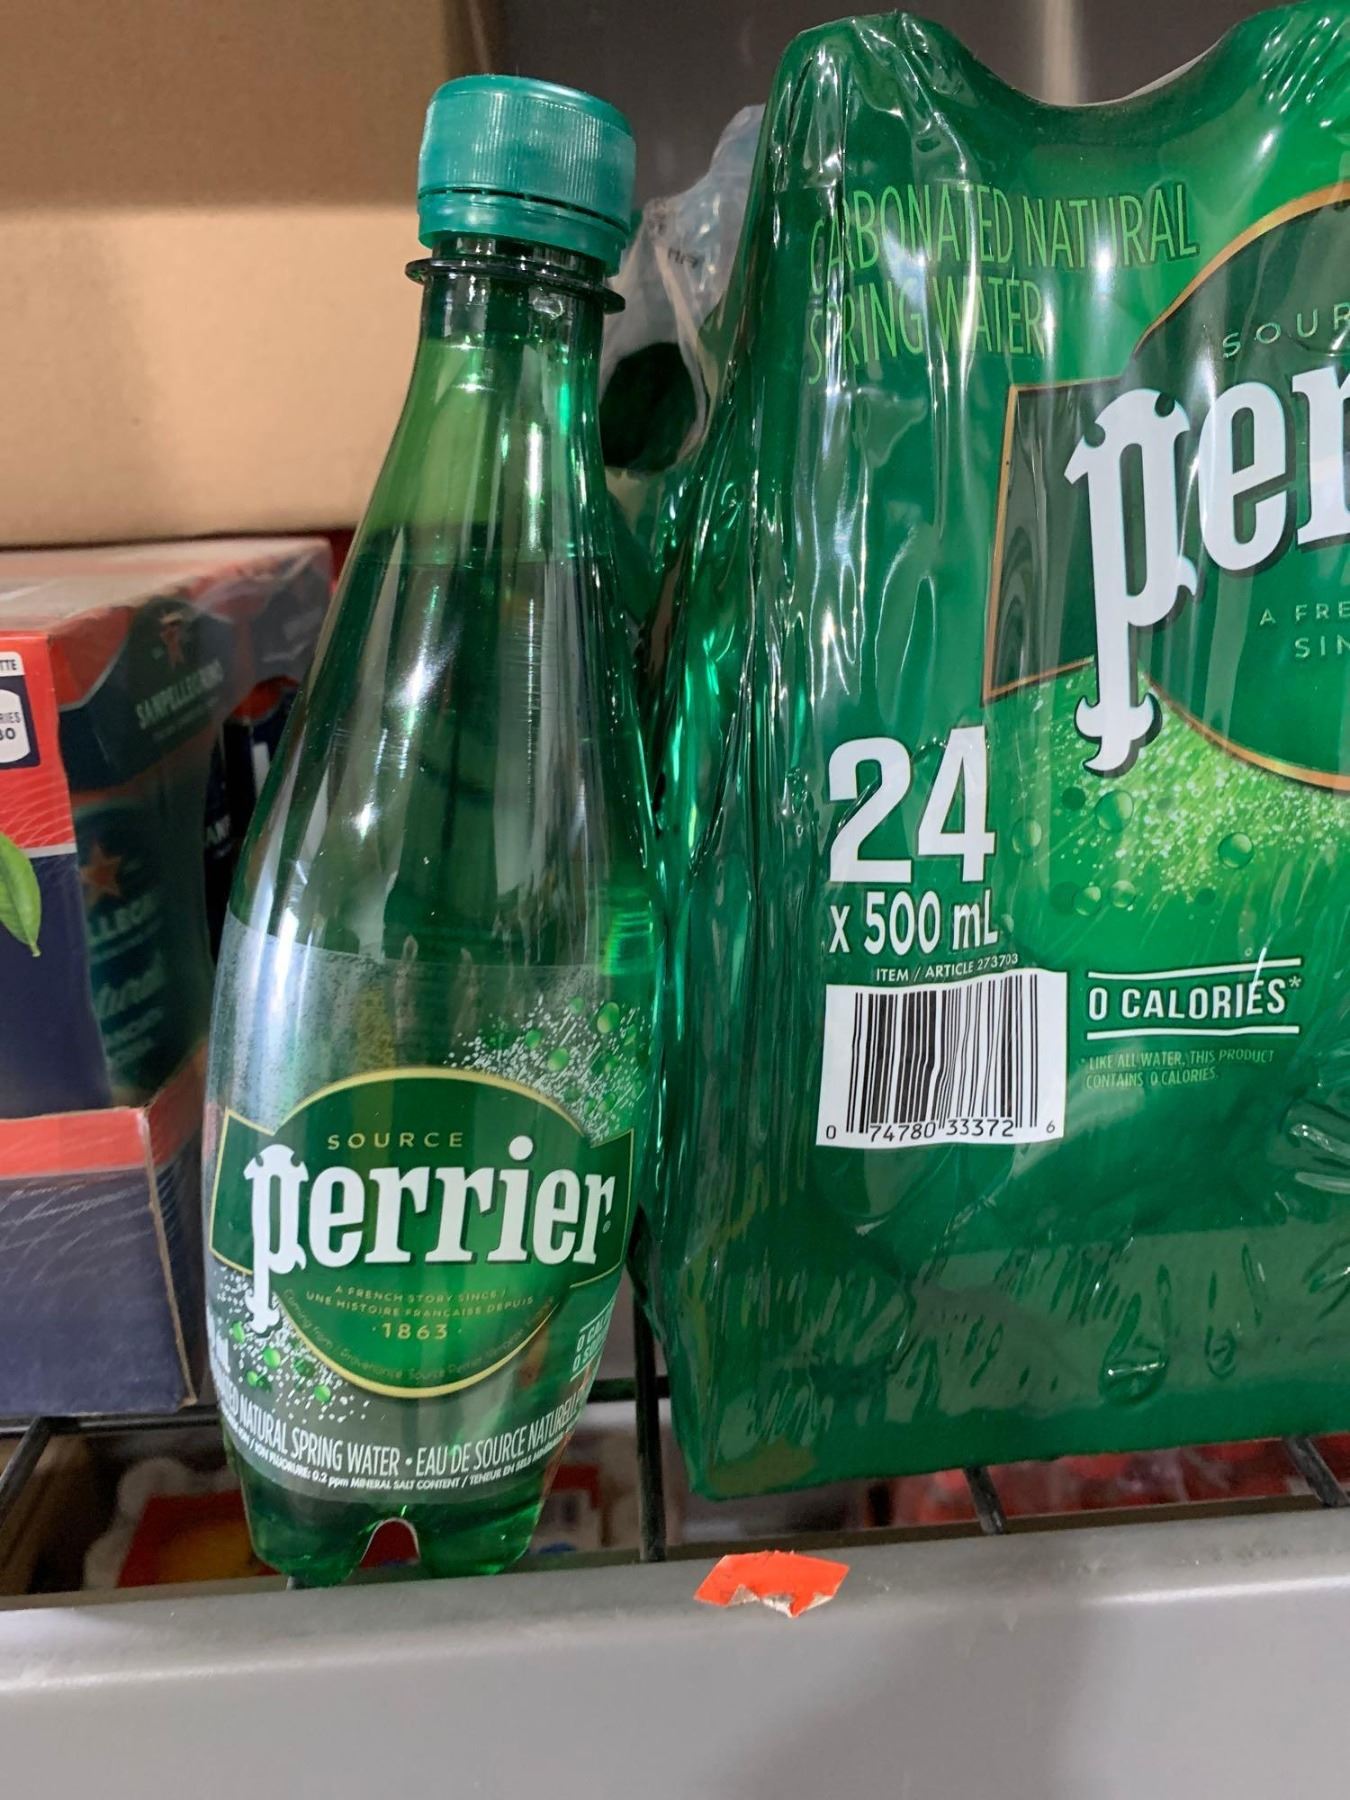 SOURCE
perrier
A FRENCH STORY SINCE /
UNE HISTOIRE FRANÇAISE DEPUIS
·1863·
NATURAL SPRING WATER • EAU DE SOURCE
0.2 ppm MINERAL SALT CONTENT /
CARBONATED NATURAL
SPRING WATER
SOUR
per
A FRE
SIN
24
x 500 mL
ITEM / ARTICLE 273703
0 74780 33372 6
0 CALORIES*
*LIKE ALL WATER, THIS PRODUCT
CONTAINS 0 CALORIES.
SANPELLEGRINO